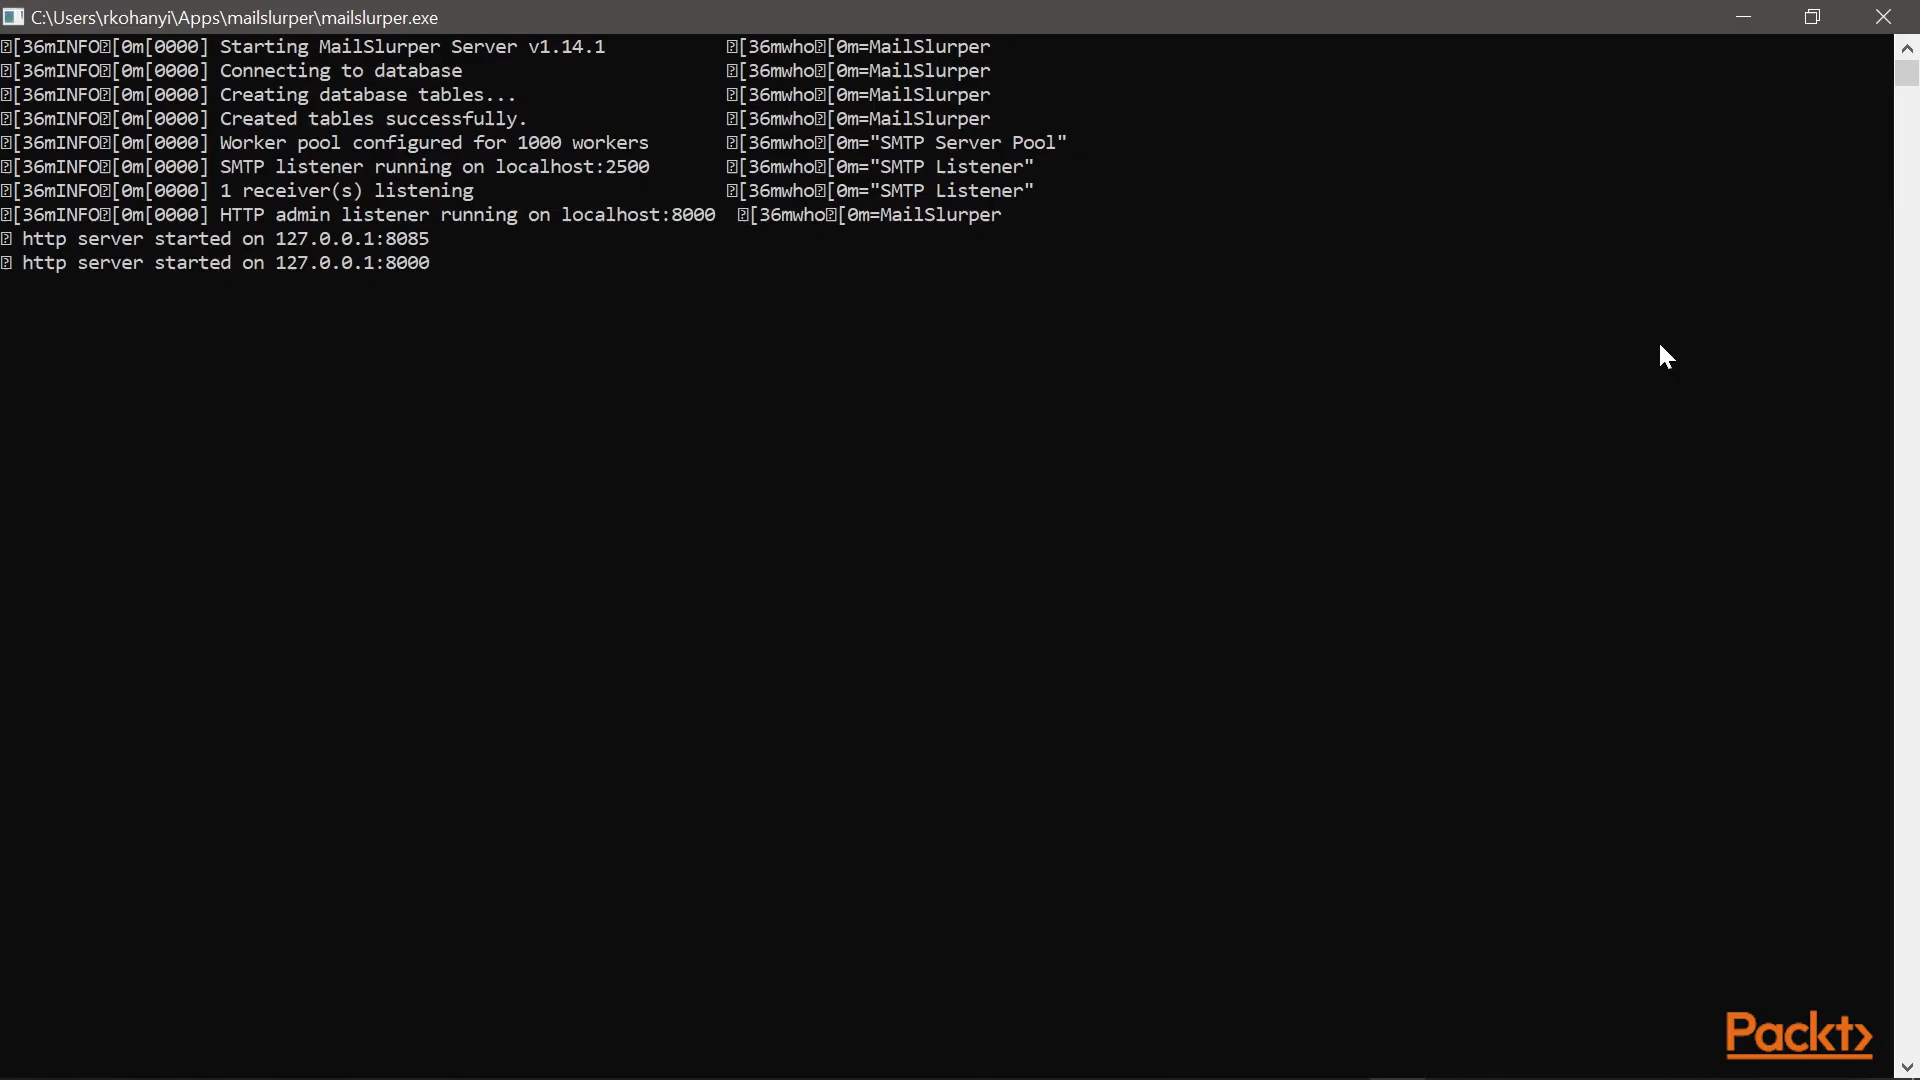 C:\Users\rkohanyi\Apps\mailslurper\mailslurper.exe
⍰[36mINFO⍰[0m[0000] Starting MailSlurper Server v1.14.1           ⍰[36mwho⍰[0m=MailSlurper
⍰[36mINFO⍰[0m[0000] Connecting to database                        ⍰[36mwho⍰[0m=MailSlurper
⍰[36mINFO⍰[0m[0000] Creating database tables...                   ⍰[36mwho⍰[0m=MailSlurper
⍰[36mINFO⍰[0m[0000] Created tables successfully.                  ⍰[36mwho⍰[0m=MailSlurper
⍰[36mINFO⍰[0m[0000] Worker pool configured for 1000 workers       ⍰[36mwho⍰[0m="SMTP Server Pool"
⍰[36mINFO⍰[0m[0000] SMTP listener running on localhost:2500       ⍰[36mwho⍰[0m="SMTP Listener"
⍰[36mINFO⍰[0m[0000] 1 receiver(s) listening                       ⍰[36mwho⍰[0m="SMTP Listener"
⍰[36mINFO⍰[0m[0000] HTTP admin listener running on localhost:8000  ⍰[36mwho⍰[0m=MailSlurper
⍰ http server started on 127.0.0.1:8085
⍰ http server started on 127.0.0.1:8000
Packt>